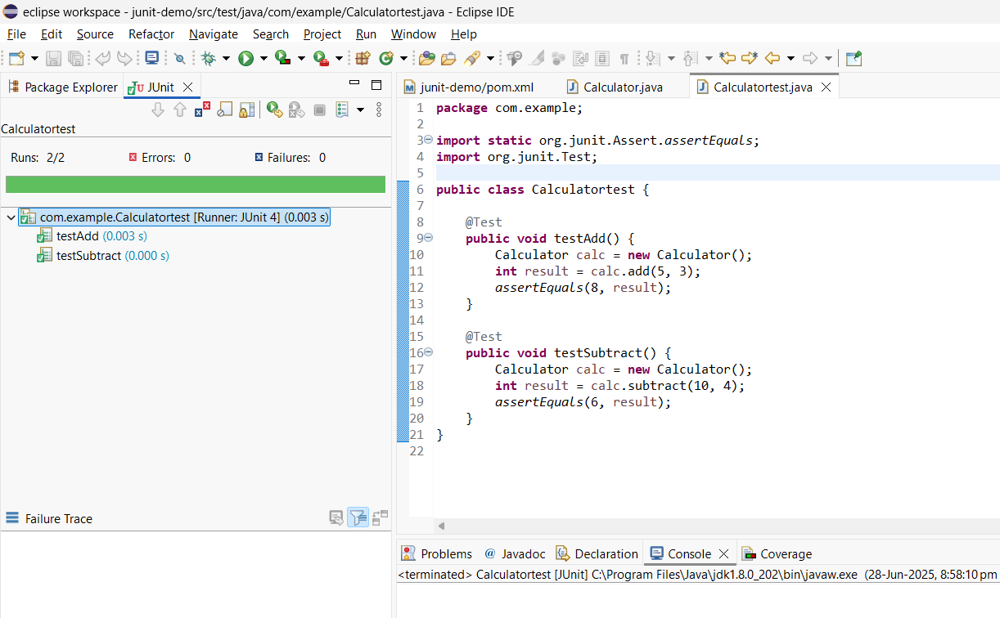 eclipse workspace - junit-demo/src/test/java/com/example/Calculatortest.java - Eclipse IDE
File Edit Source Refactor Navigate Search Project Run Window Help
Package Explorer JUnit
Calculatortest
Runs: 2/2 Errors: 0 Failures: 0
com.example.Calculatortest [Runner: JUnit 4] (0.003 s)
testAdd (0.003 s)
testSubtract (0.000 s)
Failure Trace
junit-demo/pom.xml Calculator.java Calculatortest.java
1 package com.example;
2
3 import static org.junit.Assert.assertEquals;
4 import org.junit.Test;
5
6 public class Calculatortest {
7
8     @Test
9     public void testAdd() {
10         Calculator calc = new Calculator();
11         int result = calc.add(5, 3);
12         assertEquals(8, result);
13     }
14
15     @Test
16     public void testSubtract() {
17         Calculator calc = new Calculator();
18         int result = calc.subtract(10, 4);
19         assertEquals(6, result);
20     }
21 }
22
Problems @ Javadoc Declaration Console Coverage
<terminated> Calculatortest [JUnit] C:\Program Files\Java\jdk1.8.0_202\bin\javaw.exe (28-Jun-2025, 8:58:10 pm